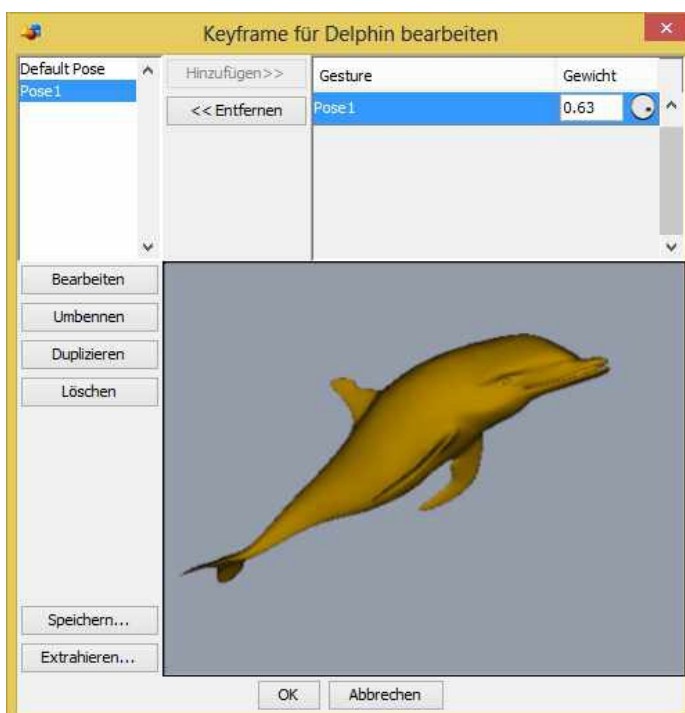 Keyframe für Delphin bearbeiten
Default Pose
Pose1
Hinzufügen>>
<< Entfernen
Gesture Gewicht
Pose1 0.63
Bearbeiten
Umbennen
Duplizieren
Löschen
Speichern...
Extrahieren...
OK Abbrechen